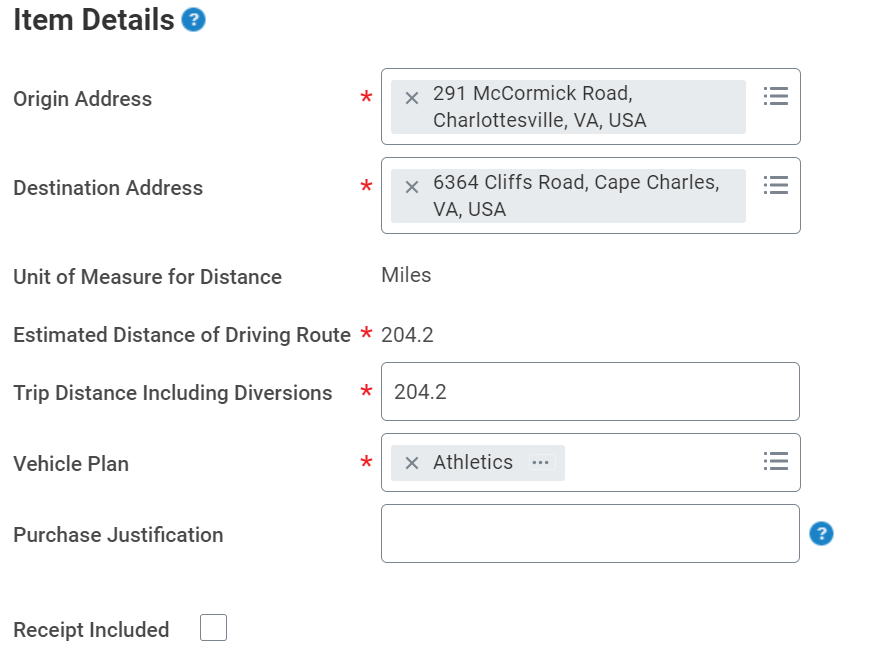 Item Details ?
Origin Address * × 291 McCormick Road,
Charlottesville, VA, USA
Destination Address * × 6364 Cliffs Road, Cape Charles,
VA, USA
Unit of Measure for Distance Miles
Estimated Distance of Driving Route * 204.2
Trip Distance Including Diversions * 204.2
Vehicle Plan * × Athletics ...
Purchase Justification ?
Receipt Included